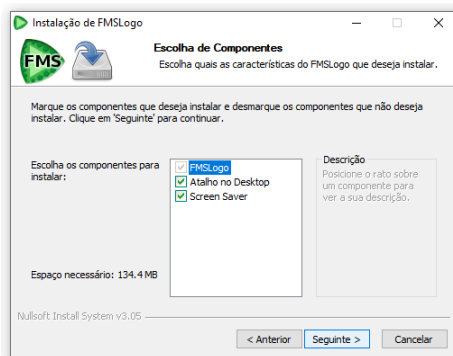 Instalação de FMSLogo
FMS
Escolha de Componentes
Escolha quais as características do FMSLogo que deseja instalar.
Marque os componentes que deseja instalar e desmarque os componentes que não deseja
instalar. Clique em 'Seguinte' para continuar.
Escolha os componentes para
instalar:
FMSLogo
Atalho no Desktop
Screen Saver
Descrição
Posicione o rato sobre
um componente para
ver a sua descrição.
Espaço necessário: 134.4 MB
Nullsoft Install System v3.05
< Anterior
Seguinte >
Cancelar